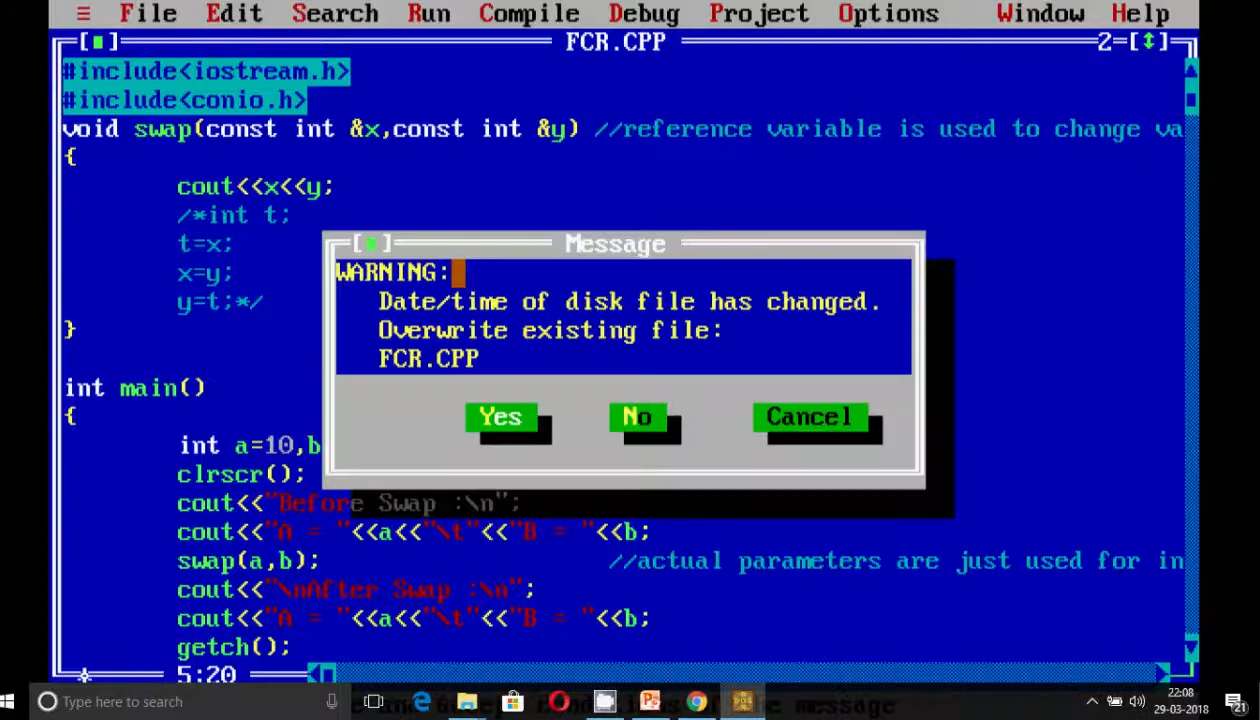 ≡ File Edit Search Run Compile Debug Project Options Window Help
[■] FCR.CPP 2=[↕]
#include<iostream.h>
#include<conio.h>
void swap(const int &x,const int &y) //reference variable is used to change va
{
cout<<x<<y;
/*int t;
t=x;
x=y;
y=t;*/
}
[■] Message
WARNING:
Date/time of disk file has changed.
Overwrite existing file:
FCR.CPP
Yes No Cancel
int main()
{
int a=10,b
clrscr();
cout<<"Before Swap :\n";
cout<<"A = "<<a<<"\t"<<"B = "<<b;
swap(a,b); //actual parameters are just used for in
cout<<"\nAfter Swap :\n";
cout<<"A = "<<a<<"\t"<<"B = "<<b;
getch();
5:20
Type here to search
message
22:08
29-03-2018
21